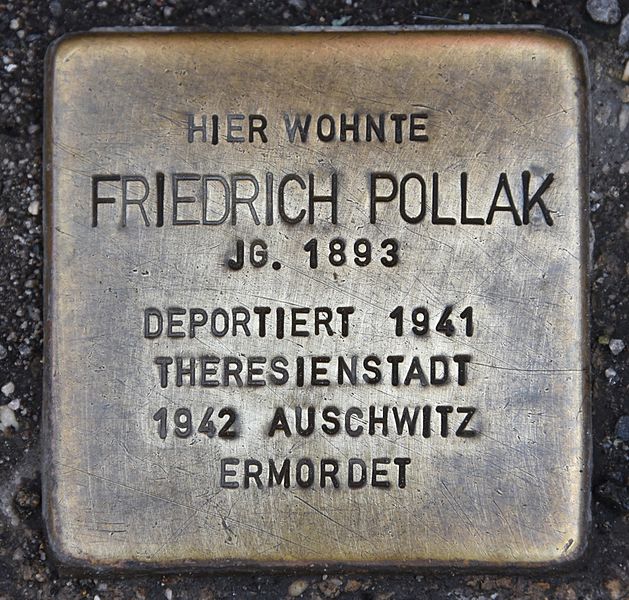 HIER WOHNTE
FRIEDRICH POLLAK
JG. 1893
DEPORTIERT 1941
THERESIENSTADT
1942 AUSCHWITZ
ERMORDET